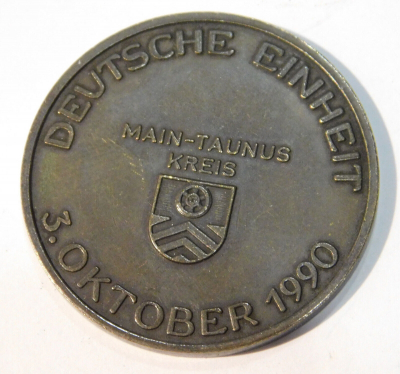 DEUTSCHE EINHEIT
MAIN-TAUNUS
KREIS
3. OKTOBER 1990